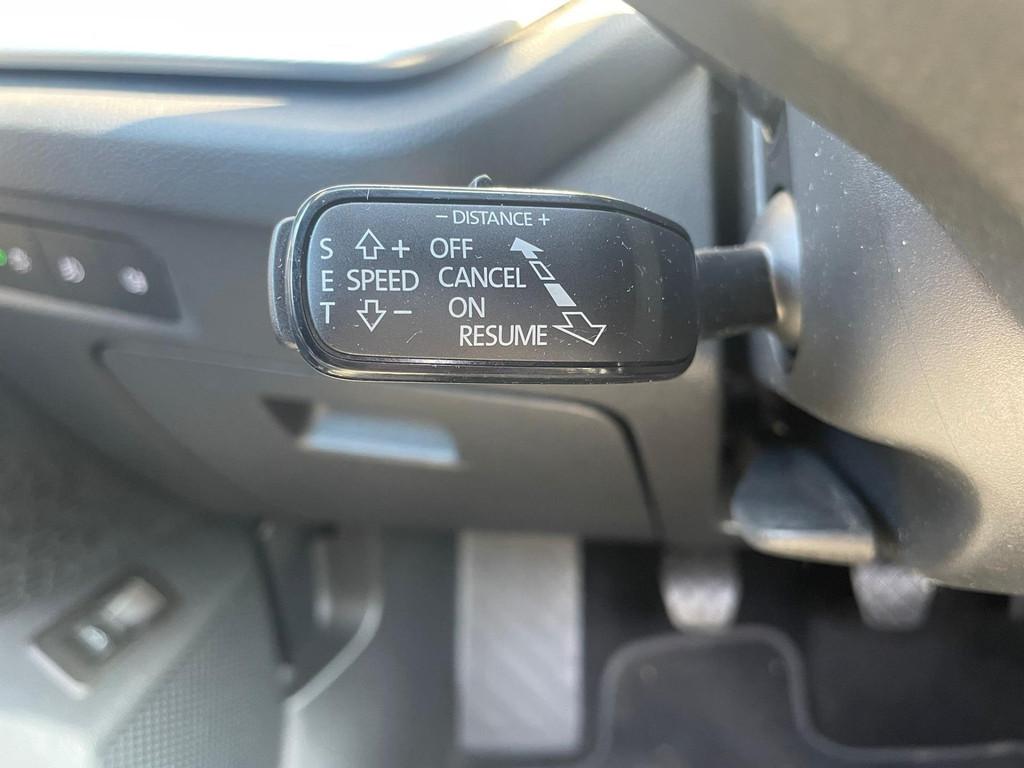 - DISTANCE +
S + OFF
E SPEED CANCEL
T - ON
RESUME